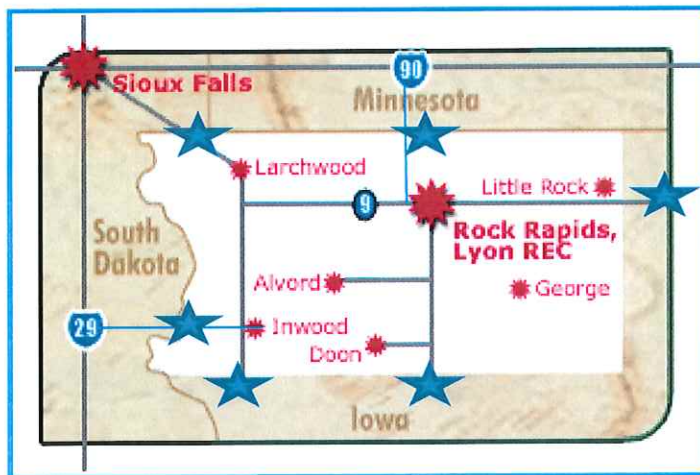 90
Sioux Falls
Minnesota
Larchwood
Little Rock
9
South
Dakota
Rock Rapids,
Lyon REC
Alvord
George
29
Inwood
Doon
Iowa